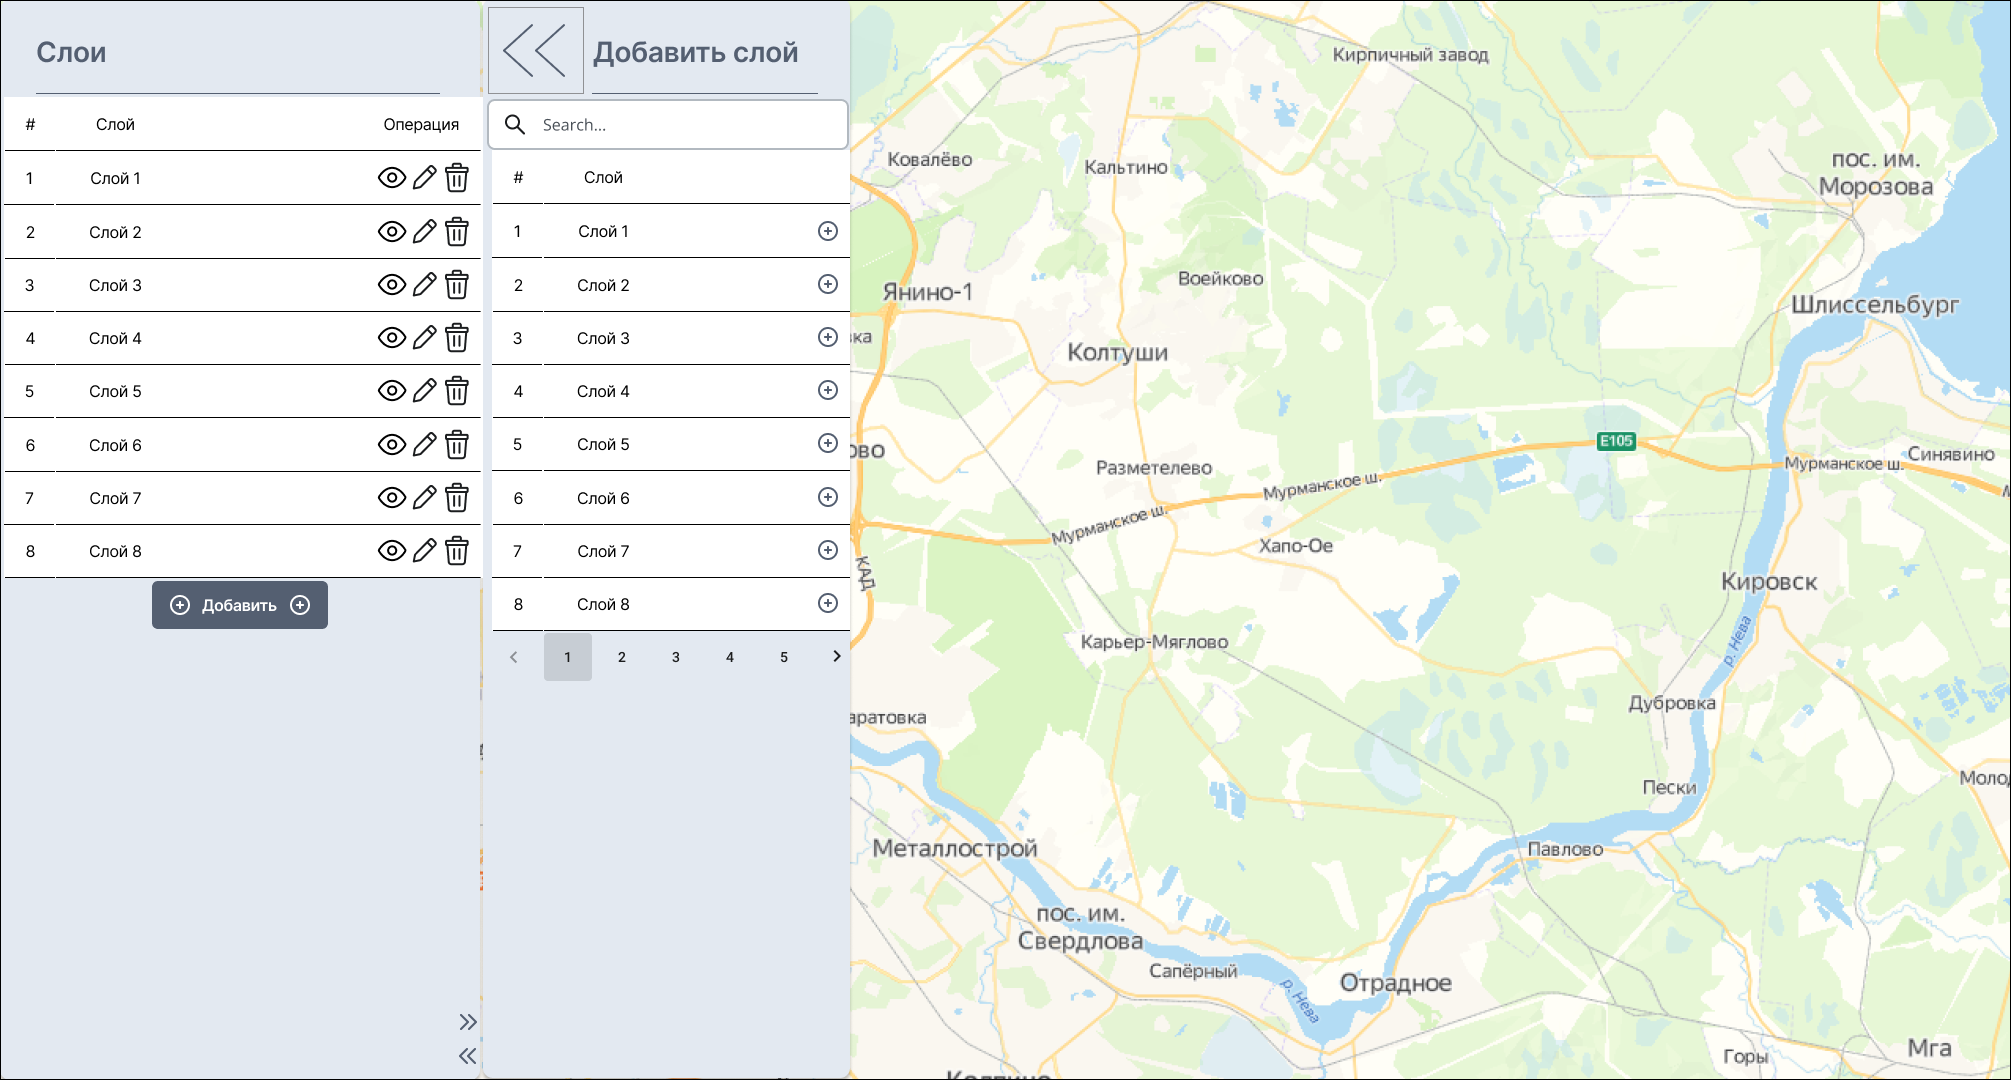 Слои
# Слой Операция
1 Слой 1
2 Слой 2
3 Слой 3
4 Слой 4
5 Слой 5
6 Слой 6
7 Слой 7
8 Слой 8
Добавить
Добавить слой
Search...
# Слой
1 Слой 1
2 Слой 2
3 Слой 3
4 Слой 4
5 Слой 5
6 Слой 6
7 Слой 7
8 Слой 8
1 2 3 4 5
Кирпичный завод
Ковалёво
Кальтино
пос. им.
Морозова
Янино-1
Воейково
Шлиссельбург
вка
Колтуши
E105
ово
Разметелово
Мурманское ш.
Синявино
Мурманское ш.
Мурманское ш.
Хапо-Ое
КАД
Кировск
Карьер-Мяглово
р. Нева
Дубровка
аратовка
Молод
Пески
Металлострой
Павлово
пос. им.
Свердлова
Сапёрный
Отрадное
р. Нева
Горы
Мга